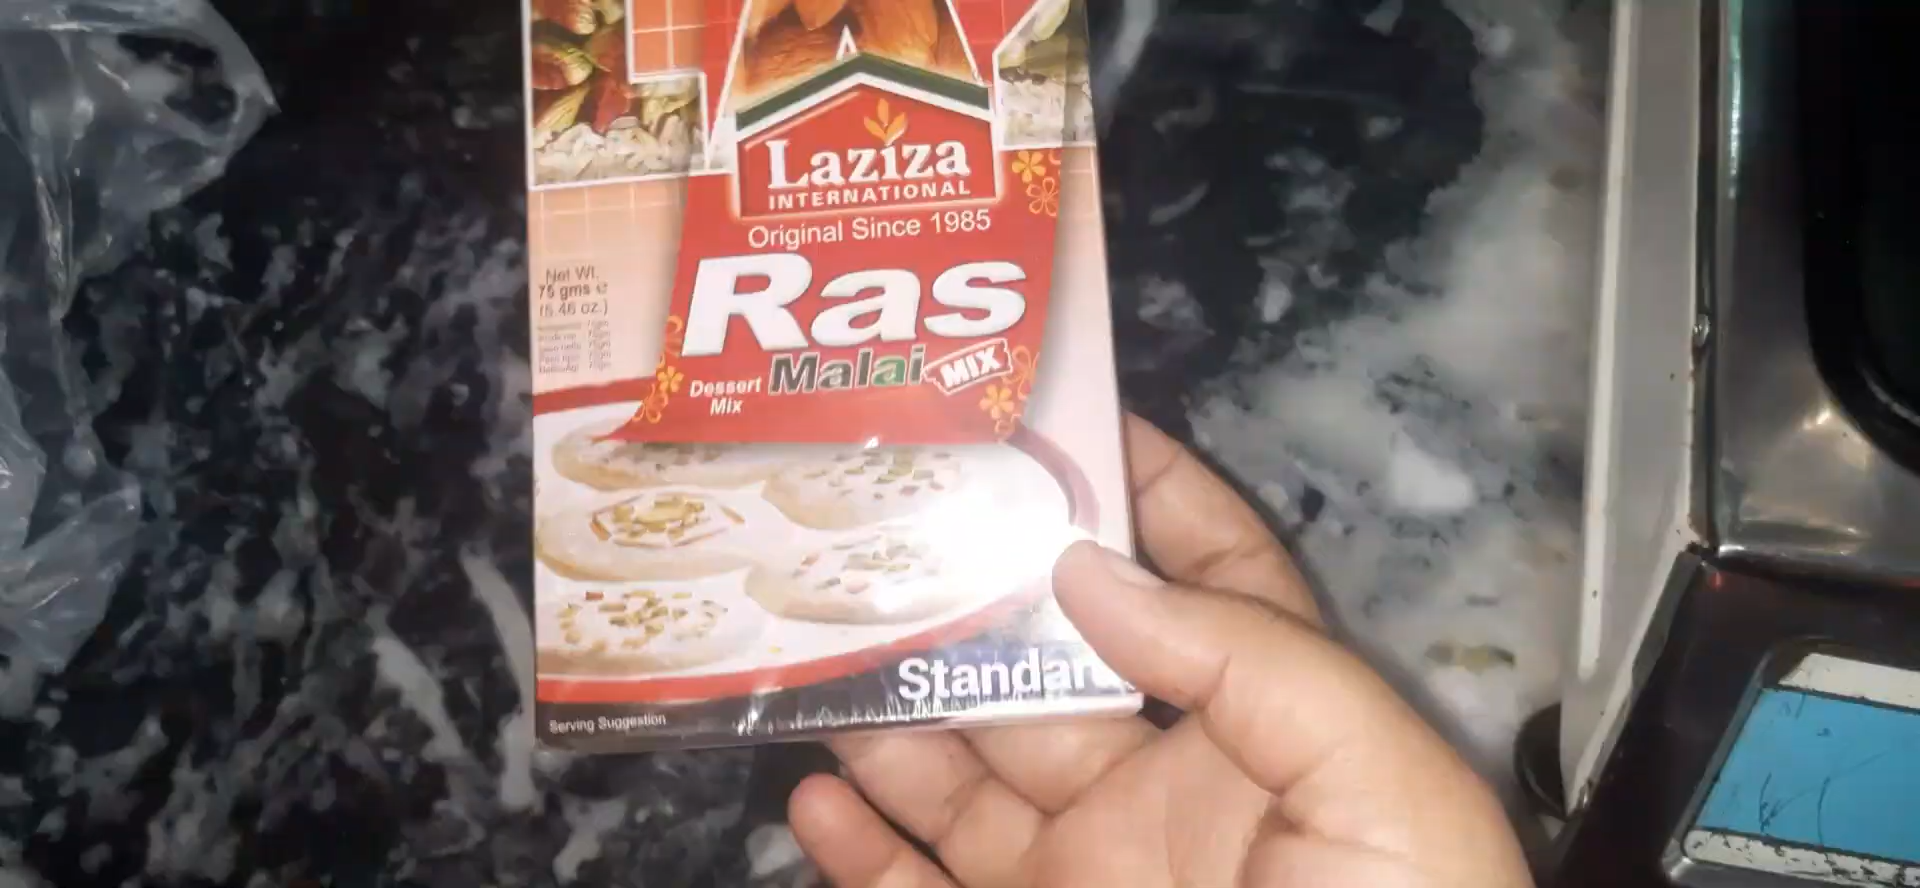 Lazíza
INTERNATIONAL
Original Since 1985
Ras
Malai MIX
Dessert
Mix
Net Wt.
75 gms e
(5.46 oz.)
Standard
Serving Suggestion